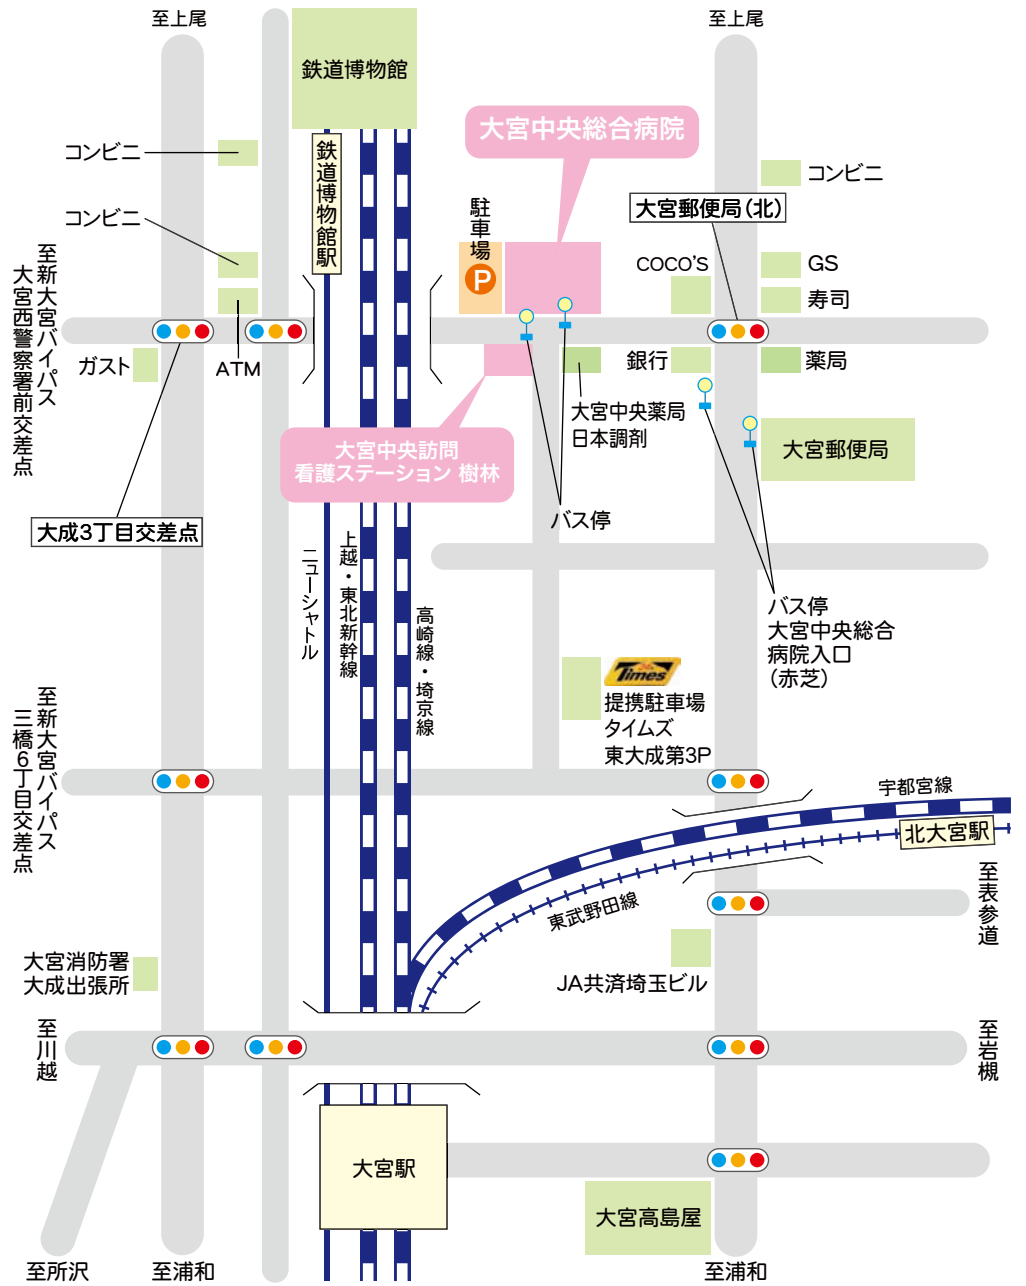 至上尾
至上尾
鉄道博物館
大宮中央総合病院
コンビニ
鉄道博物館駅
コンビニ
駐車場
P
大宮郵便局(北)
コンビニ
至新大宮バイパス
大宮西警察署前交差点
COCO'S
GS
寿司
ガスト
ATM
銀行
薬局
大宮中央薬局
日本調剤
大宮中央訪問
看護ステーション 樹林
大宮郵便局
大成3丁目交差点
バス停
ニューシャトル
上越・東北新幹線
高崎線・埼京線
バス停
大宮中央総合
病院入口
(赤芝)
Times
提携駐車場
タイムズ
東大成第3P
至新大宮バイパス
三橋6丁目交差点
宇都宮線
北大宮駅
東武野田線
至表参道
大宮消防署
大成出張所
JA共済埼玉ビル
至川越
至岩槻
大宮駅
大宮高島屋
至所沢
至浦和
至浦和